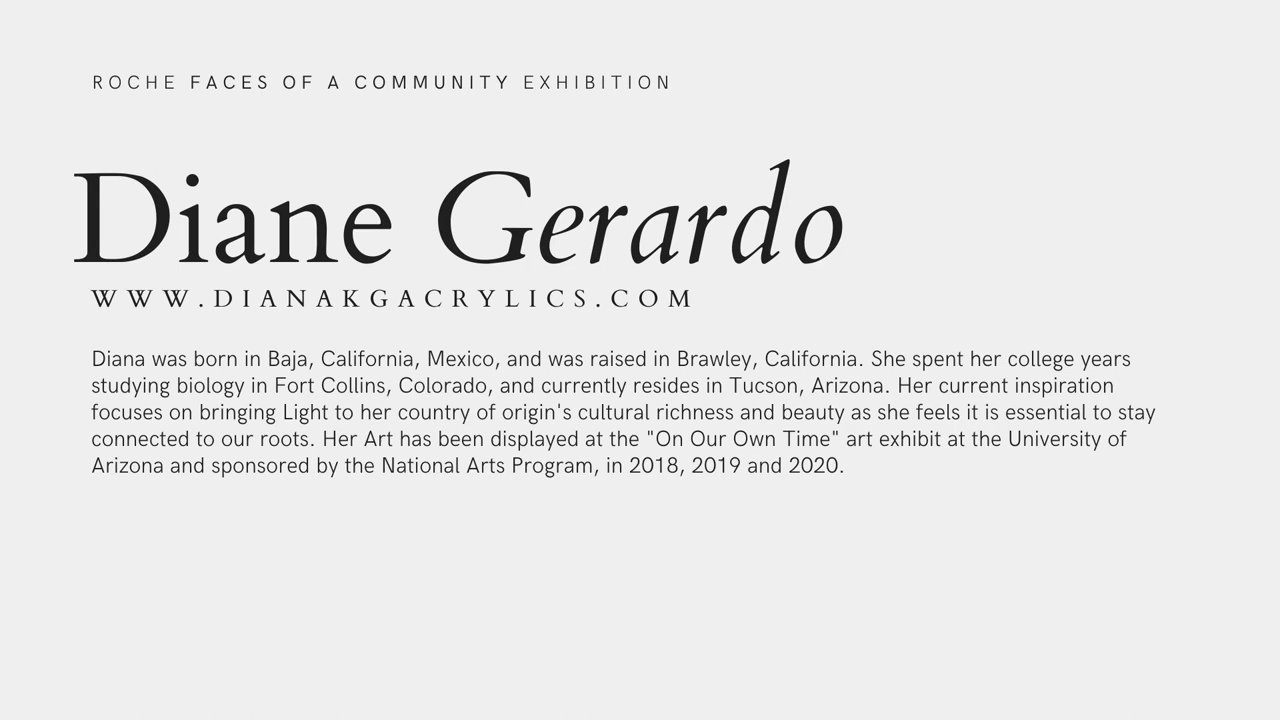 ROCHE FACES OF A COMMUNITY EXHIBITION
Diane Gerardo
WWW.DIANAKGACRYLICS.COM
Diana was born in Baja, California, Mexico, and was raised in Brawley, California. She spent her college years
studying biology in Fort Collins, Colorado, and currently resides in Tucson, Arizona. Her current inspiration
focuses on bringing Light to her country of origin's cultural richness and beauty as she feels it is essential to stay
connected to our roots. Her Art has been displayed at the "On Our Own Time" art exhibit at the University of
Arizona and sponsored by the National Arts Program, in 2018, 2019 and 2020.